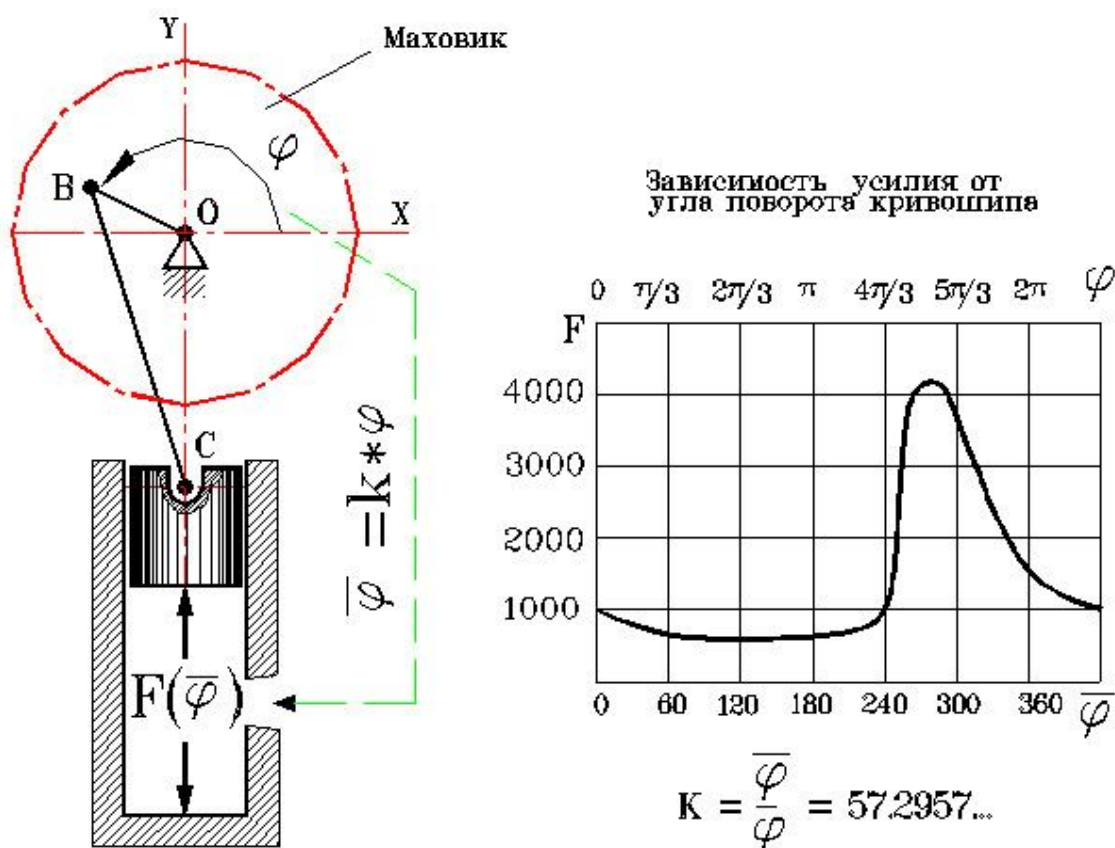 Y
Маховик
φ
B
O
X
C
φ̅ = k*φ
F(φ̅)
Зависимость усилия от
угла поворота кривошипа
0 π/3 2π/3 π 4π/3 5π/3 2π φ
F
4000
3000
2000
1000
0 60 120 180 240 300 360 φ̅
K = φ̅/φ = 57.2957...